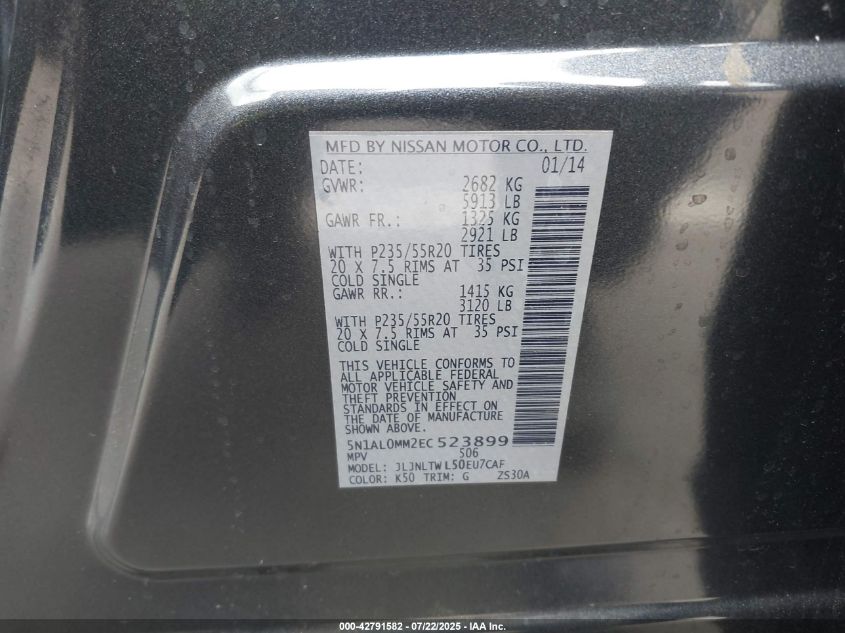 MFD BY NISSAN MOTOR CO., LTD.
DATE: 01/14
GVWR: 2682 KG
5913 LB
GAWR FR.: 1325 KG
2921 LB
WITH P235/55R20 TIRES
20 X 7.5 RIMS AT 35 PSI
COLD SINGLE
GAWR RR.: 1415 KG
3120 LB
WITH P235/55R20 TIRES
20 X 7.5 RIMS AT 35 PSI
COLD SINGLE
THIS VEHICLE CONFORMS TO
ALL APPLICABLE FEDERAL
MOTOR VEHICLE SAFETY AND
THEFT PREVENTION
STANDARDS IN EFFECT ON
THE DATE OF MANUFACTURE
SHOWN ABOVE.
5N1AL0MM2EC523899
MPV 506
MODEL: JLJNLTWL50EU7CAF
COLOR: K50 TRIM: G ZS30A
000-42791582 - 07/22/2025 - IAA Inc.